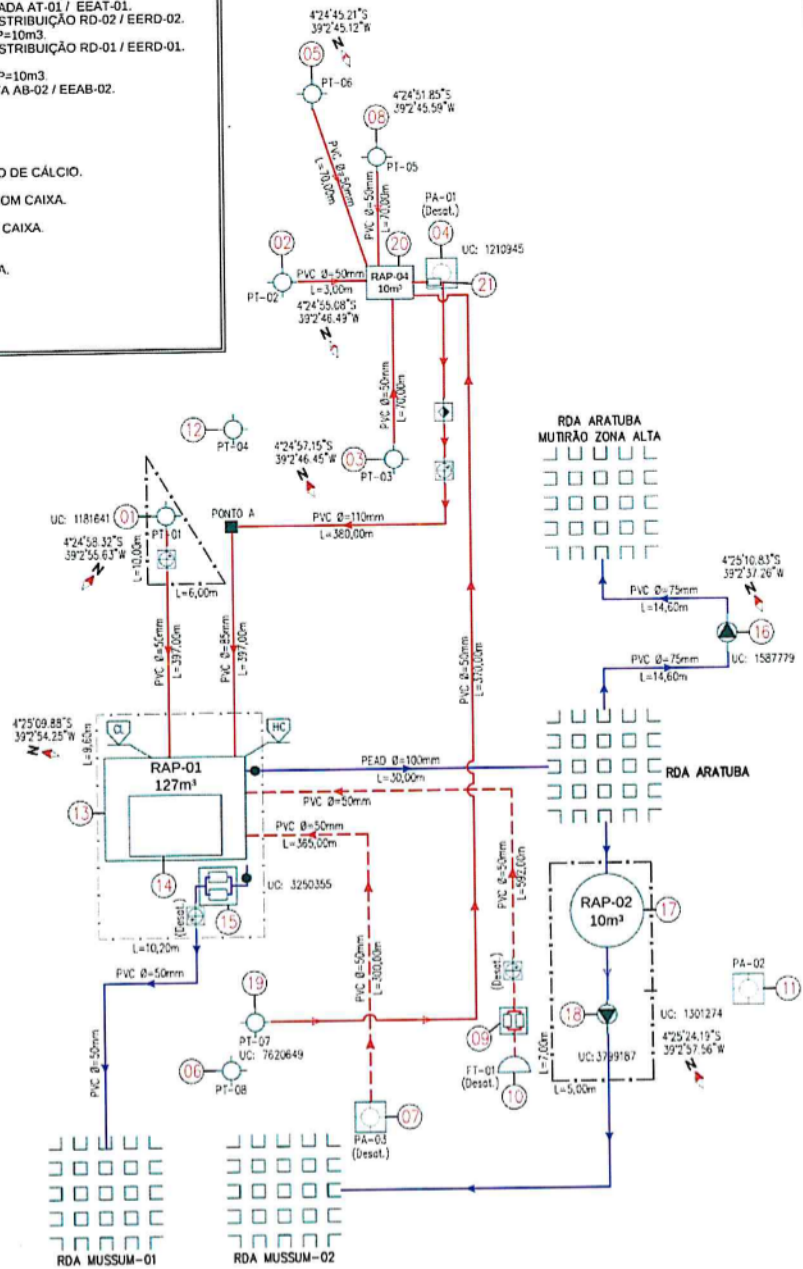 ADA AT-01 / EEAT-01.
STRIBUIÇÃO RD-02 / EERD-02.
P=10m3.
STRIBUIÇÃO RD-01 / EERD-01.
P=10m3.
TA AB-02 / EEAB-02.
O DE CÁLCIO.
OM CAIXA.
CAIXA.
A.
4°24'45.21"S
39°2'45.12"W
N
05
PT-06
4°24'51.85"S
39°2'45.59"W
N
08
PT-05
PVC Ø=50mm
L=70,00m
PVC Ø=50mm
L=70,00m
PA-01
(Desat.)
04
UC: 1210945
20
02
PT-02
PVC Ø=50mm
L=3,00m
RAP-04
10m³
21
4°24'55.08"S
39°2'46.49"W
N
PVC Ø=50mm
L=70,00m
12
PT-04
4°24'57.15"S
39°2'46.45"W
N
03
PT-03
RDA ARATUBA
MUTIRÃO ZONA ALTA
UC: 1181641
01
PT-01
4°24'58.32"S
39°2'55.63"W
N
L=10,00m
L=6,00m
PONTO A
PVC Ø=110mm
L=380,00m
PVC Ø=50mm
L=397,00m
PVC Ø=85mm
L=397,00m
PVC Ø=50mm
L=370,00m
4°25'10.83"S
39°2'37.26"W
N
PVC Ø=75mm
L=14,60m
16
UC: 1587779
PVC Ø=75mm
L=14,60m
4°25'09.88"S
39°2'54.25"W
N
L=9,60m
CL
HC
RAP-01
127m³
13
14
PEAD Ø=100mm
L=30,00m
RDA ARATUBA
PVC Ø=50mm
PVC Ø=50mm
L=365,00m
15
UC: 3250355
(Desat.)
L=10,20m
PVC Ø=50mm
PVC Ø=50mm
L=300,00m
PVC Ø=50mm
L=592,00m
(Desat.)
RAP-02
10m³
17
PA-02
11
18
UC: 1301274
UC: 3799187
4°25'24.19"S
39°2'57.56"W
N
L=7,00m
L=5,00m
19
PT-07
UC: 7620649
06
PT-08
09
FT-01
(Desat.)
10
07
PA-03
(Desat.)
PVC Ø=50mm
RDA MUSSUM-01
RDA MUSSUM-02